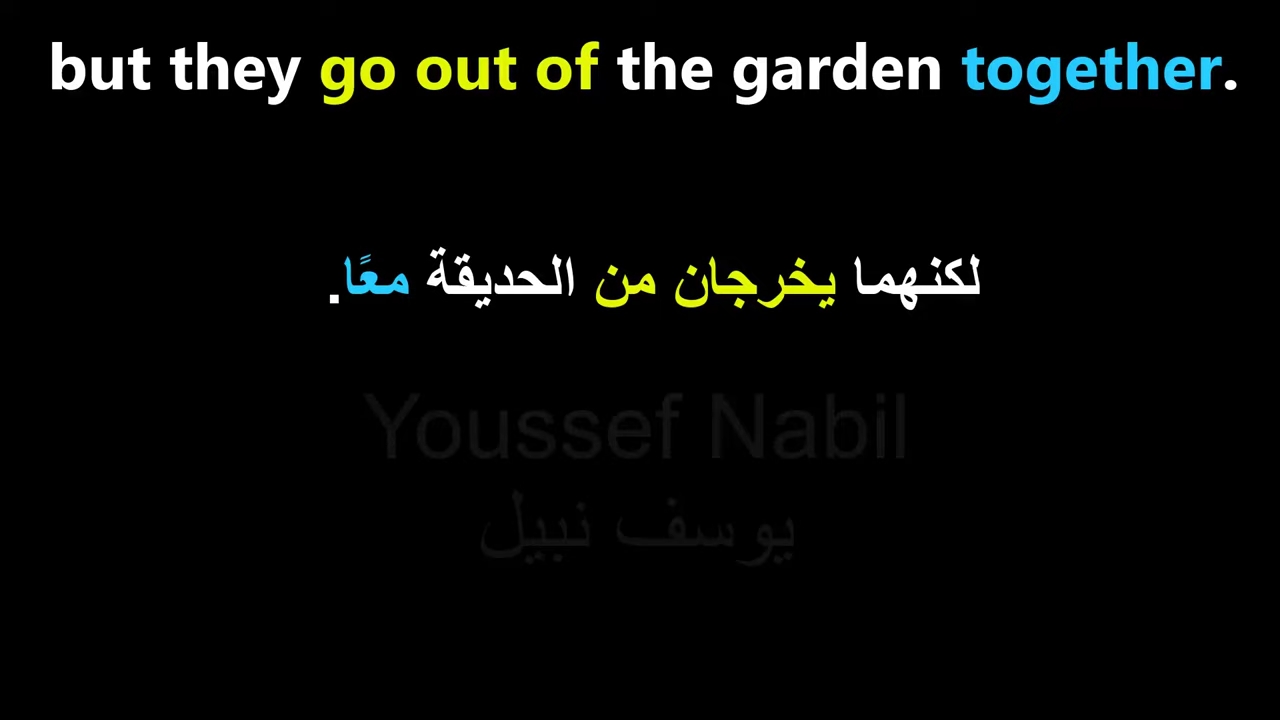 but they go out of the garden together.
لكنهما يخرجان من الحديقة معًا.
Youssef Nabil
يوسف نبيل